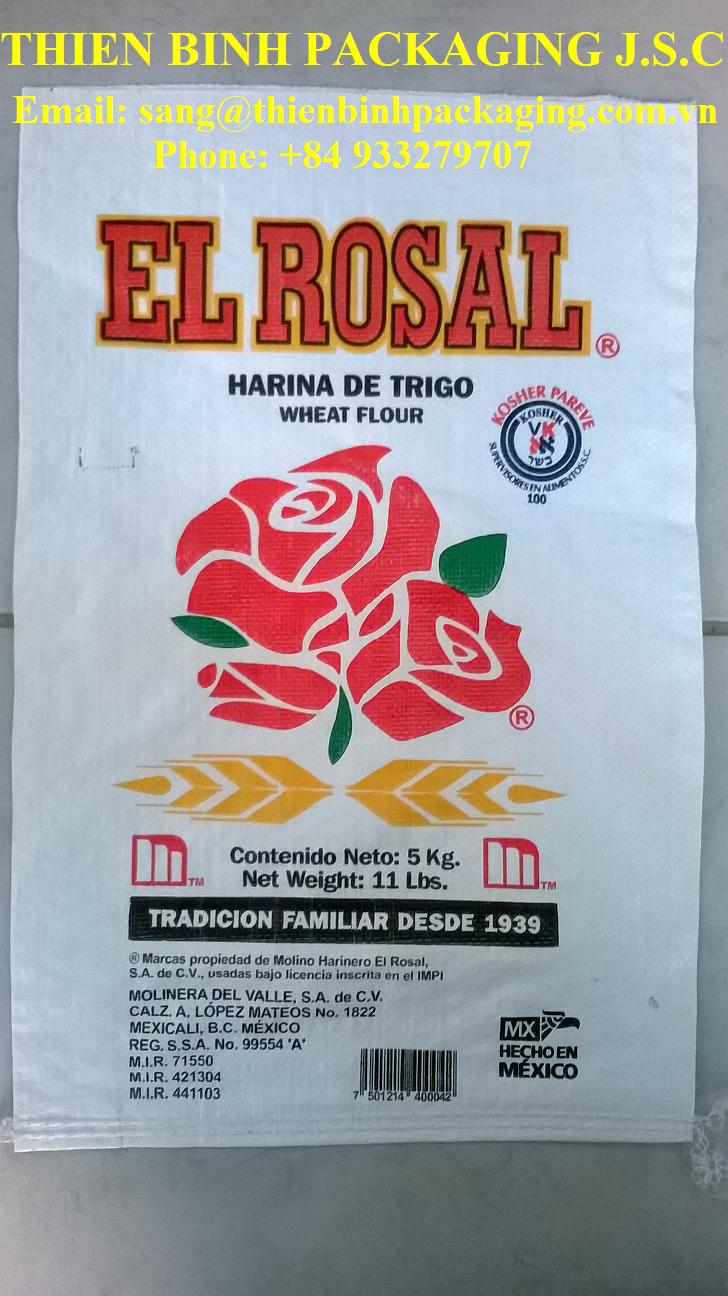 THIEN BINH PACKAGING J.S.C
Email: sang@thienbinhpackaging.com.vn
Phone: +84 933279707
EL ROSAL ®
HARINA DE TRIGO
WHEAT FLOUR
KOSHER PAREVE
KOSHER
VK
כשר
SUPERVISORES EN ALIMENTOS S.C.
100
®
m TM
Contenido Neto: 5 Kg.
Net Weight: 11 Lbs.
m TM
TRADICION FAMILIAR DESDE 1939
® Marcas propiedad de Molino Harinero El Rosal,
S.A. de C.V., usadas bajo licencia inscrita en el IMPI
MOLINERA DEL VALLE, S.A. de C.V.
CALZ. A, LÓPEZ MATEOS No. 1822
MEXICALI, B.C. MÉXICO
REG. S.S.A. No. 99554 'A'
M.I.R. 71550
M.I.R. 421304
M.I.R. 441103
7 501214 400042
MX
HECHO EN
MÉXICO